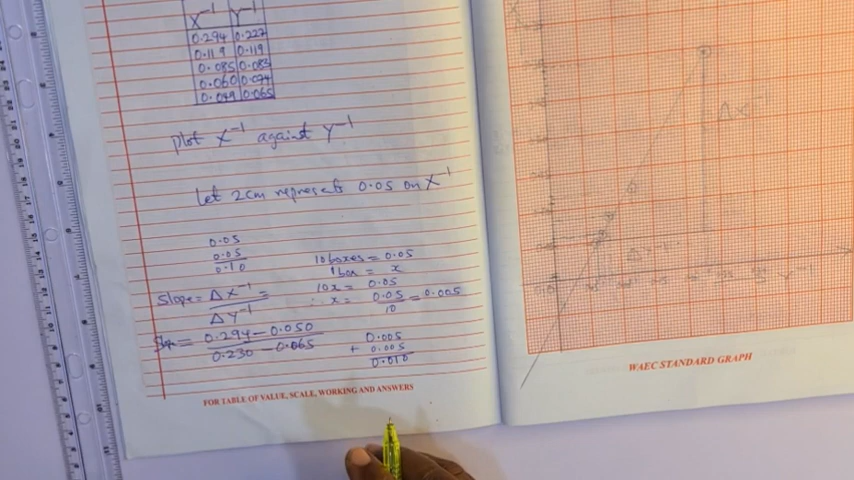 X⁻¹ Y⁻¹
0.294 0.227
0.119 0.119
0.085 0.083
0.060 0.074
0.049 0.065
plot X⁻¹ against Y⁻¹
let 2cm represents 0.05 on X⁻¹
0.05
0.05
0.10
10 boxes = 0.05
1 box = x
10x = 0.05
∴ x = 0.05/10 = 0.005
Slope = ΔX⁻¹/ΔY⁻¹ =
= 0.294 - 0.050 / 0.230 - 0.065
0.005
+ 0.005
0.010
FOR TABLE OF VALUE, SCALE, WORKING AND ANSWERS
ΔX⁻¹
WAEC STANDARD GRAPH